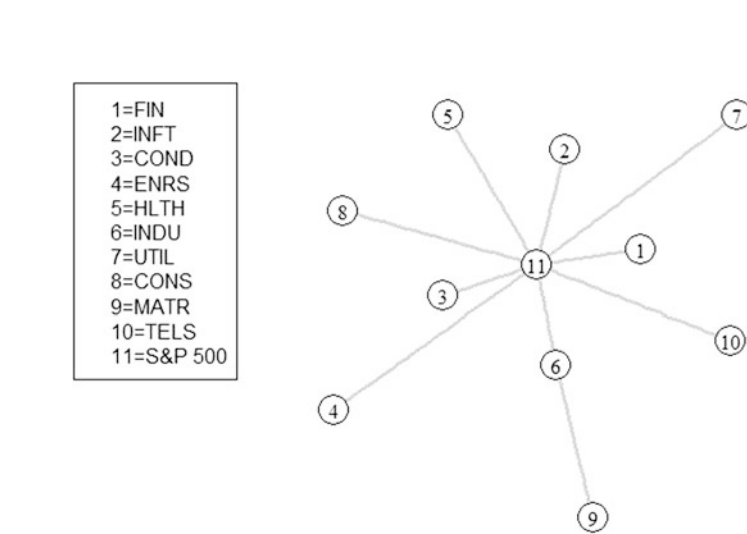 1=FIN
2=INFT
3=COND
4=ENRS
5=HLTH
6=INDU
7=UTIL
8=CONS
9=MATR
10=TELS
11=S&P 500
5
7
2
8
1
11
3
10
6
4
9